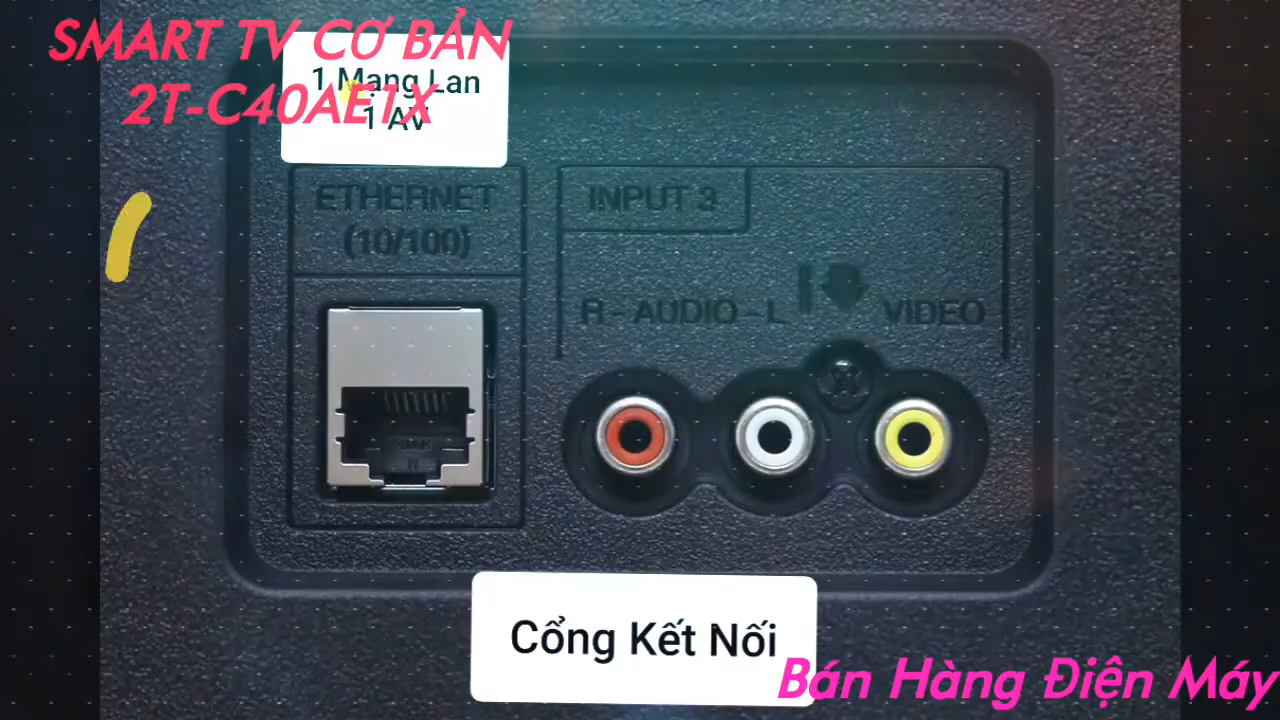 SMART TV CƠ BẢN
2T-C40AE1X
1 Mạng Lan
1 AV
ETHERNET
(10/100)
INPUT 3
R - AUDIO - L
VIDEO
Cổng Kết Nối
Bán Hàng Điện Máy